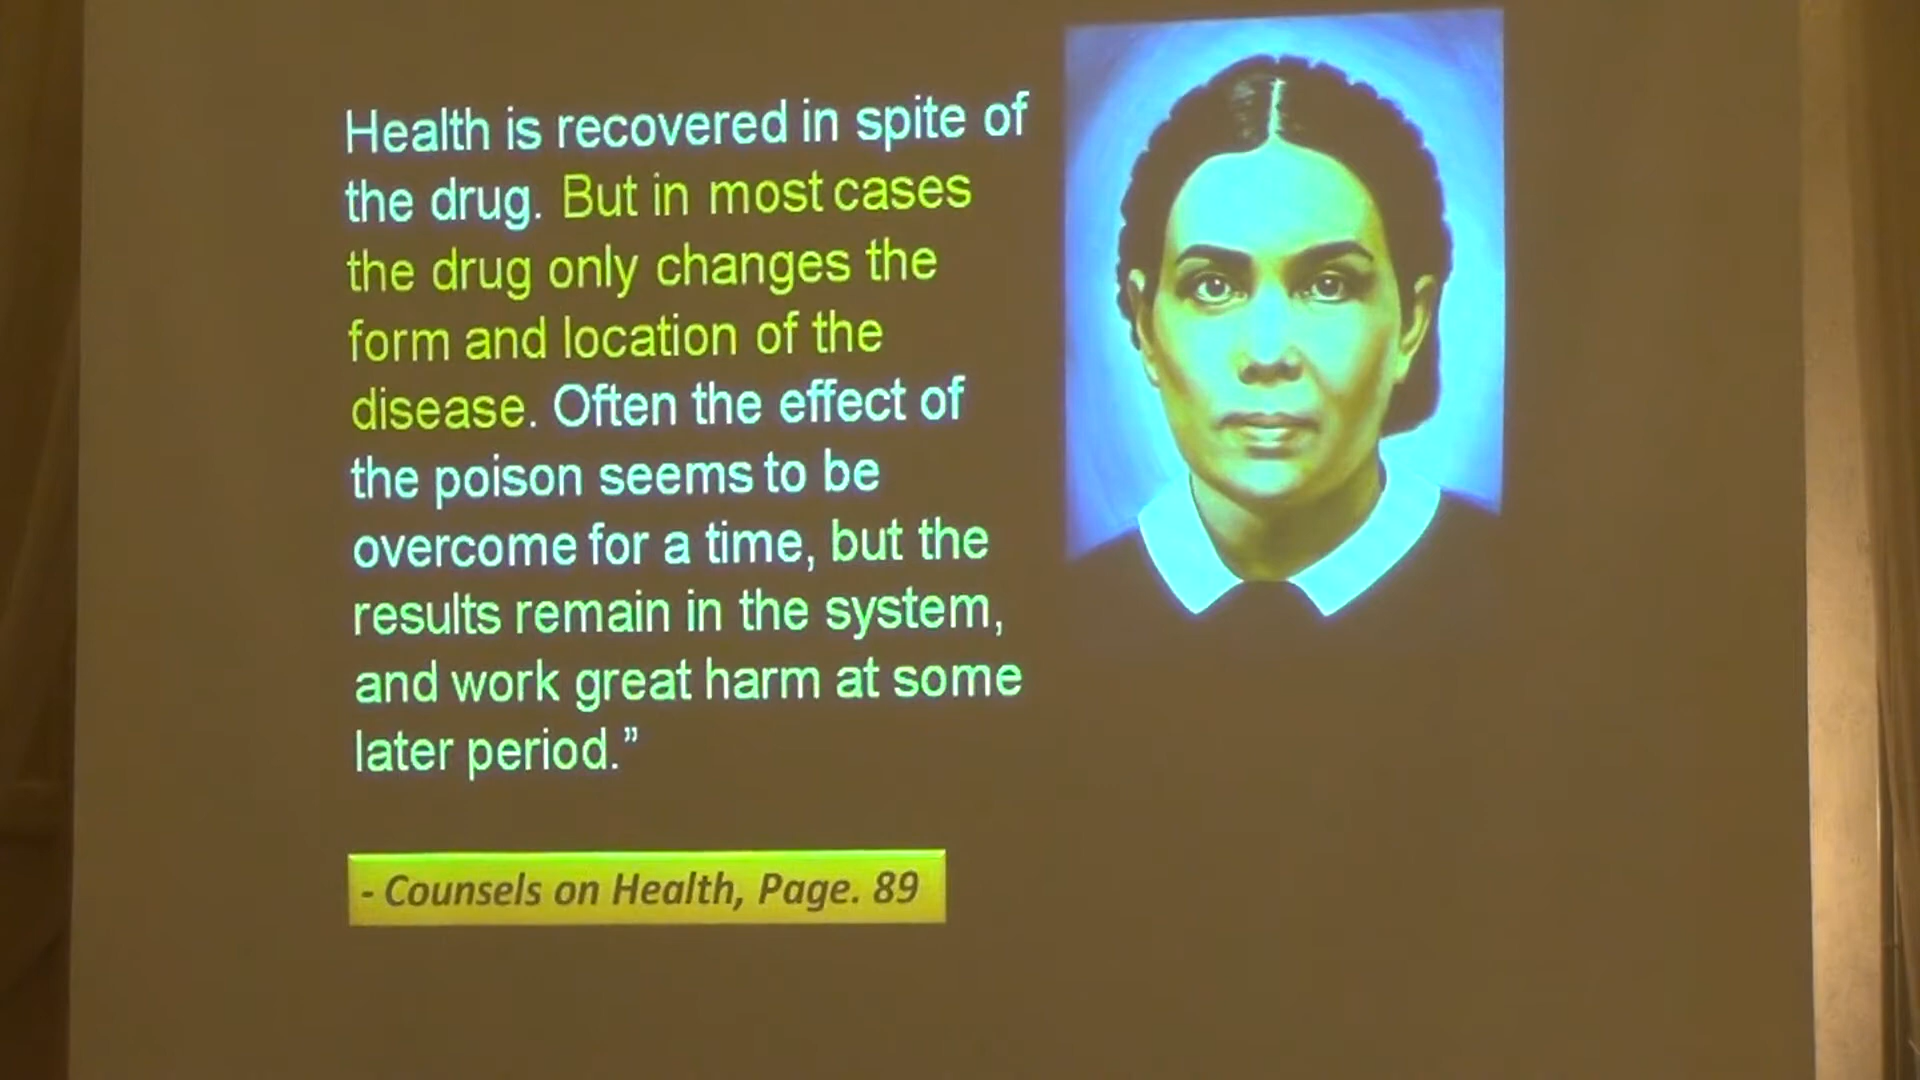 Health is recovered in spite of
the drug. But in most cases
the drug only changes the
form and location of the
disease. Often the effect of
the poison seems to be
overcome for a time, but the
results remain in the system,
and work great harm at some
later period.”
- Counsels on Health, Page. 89